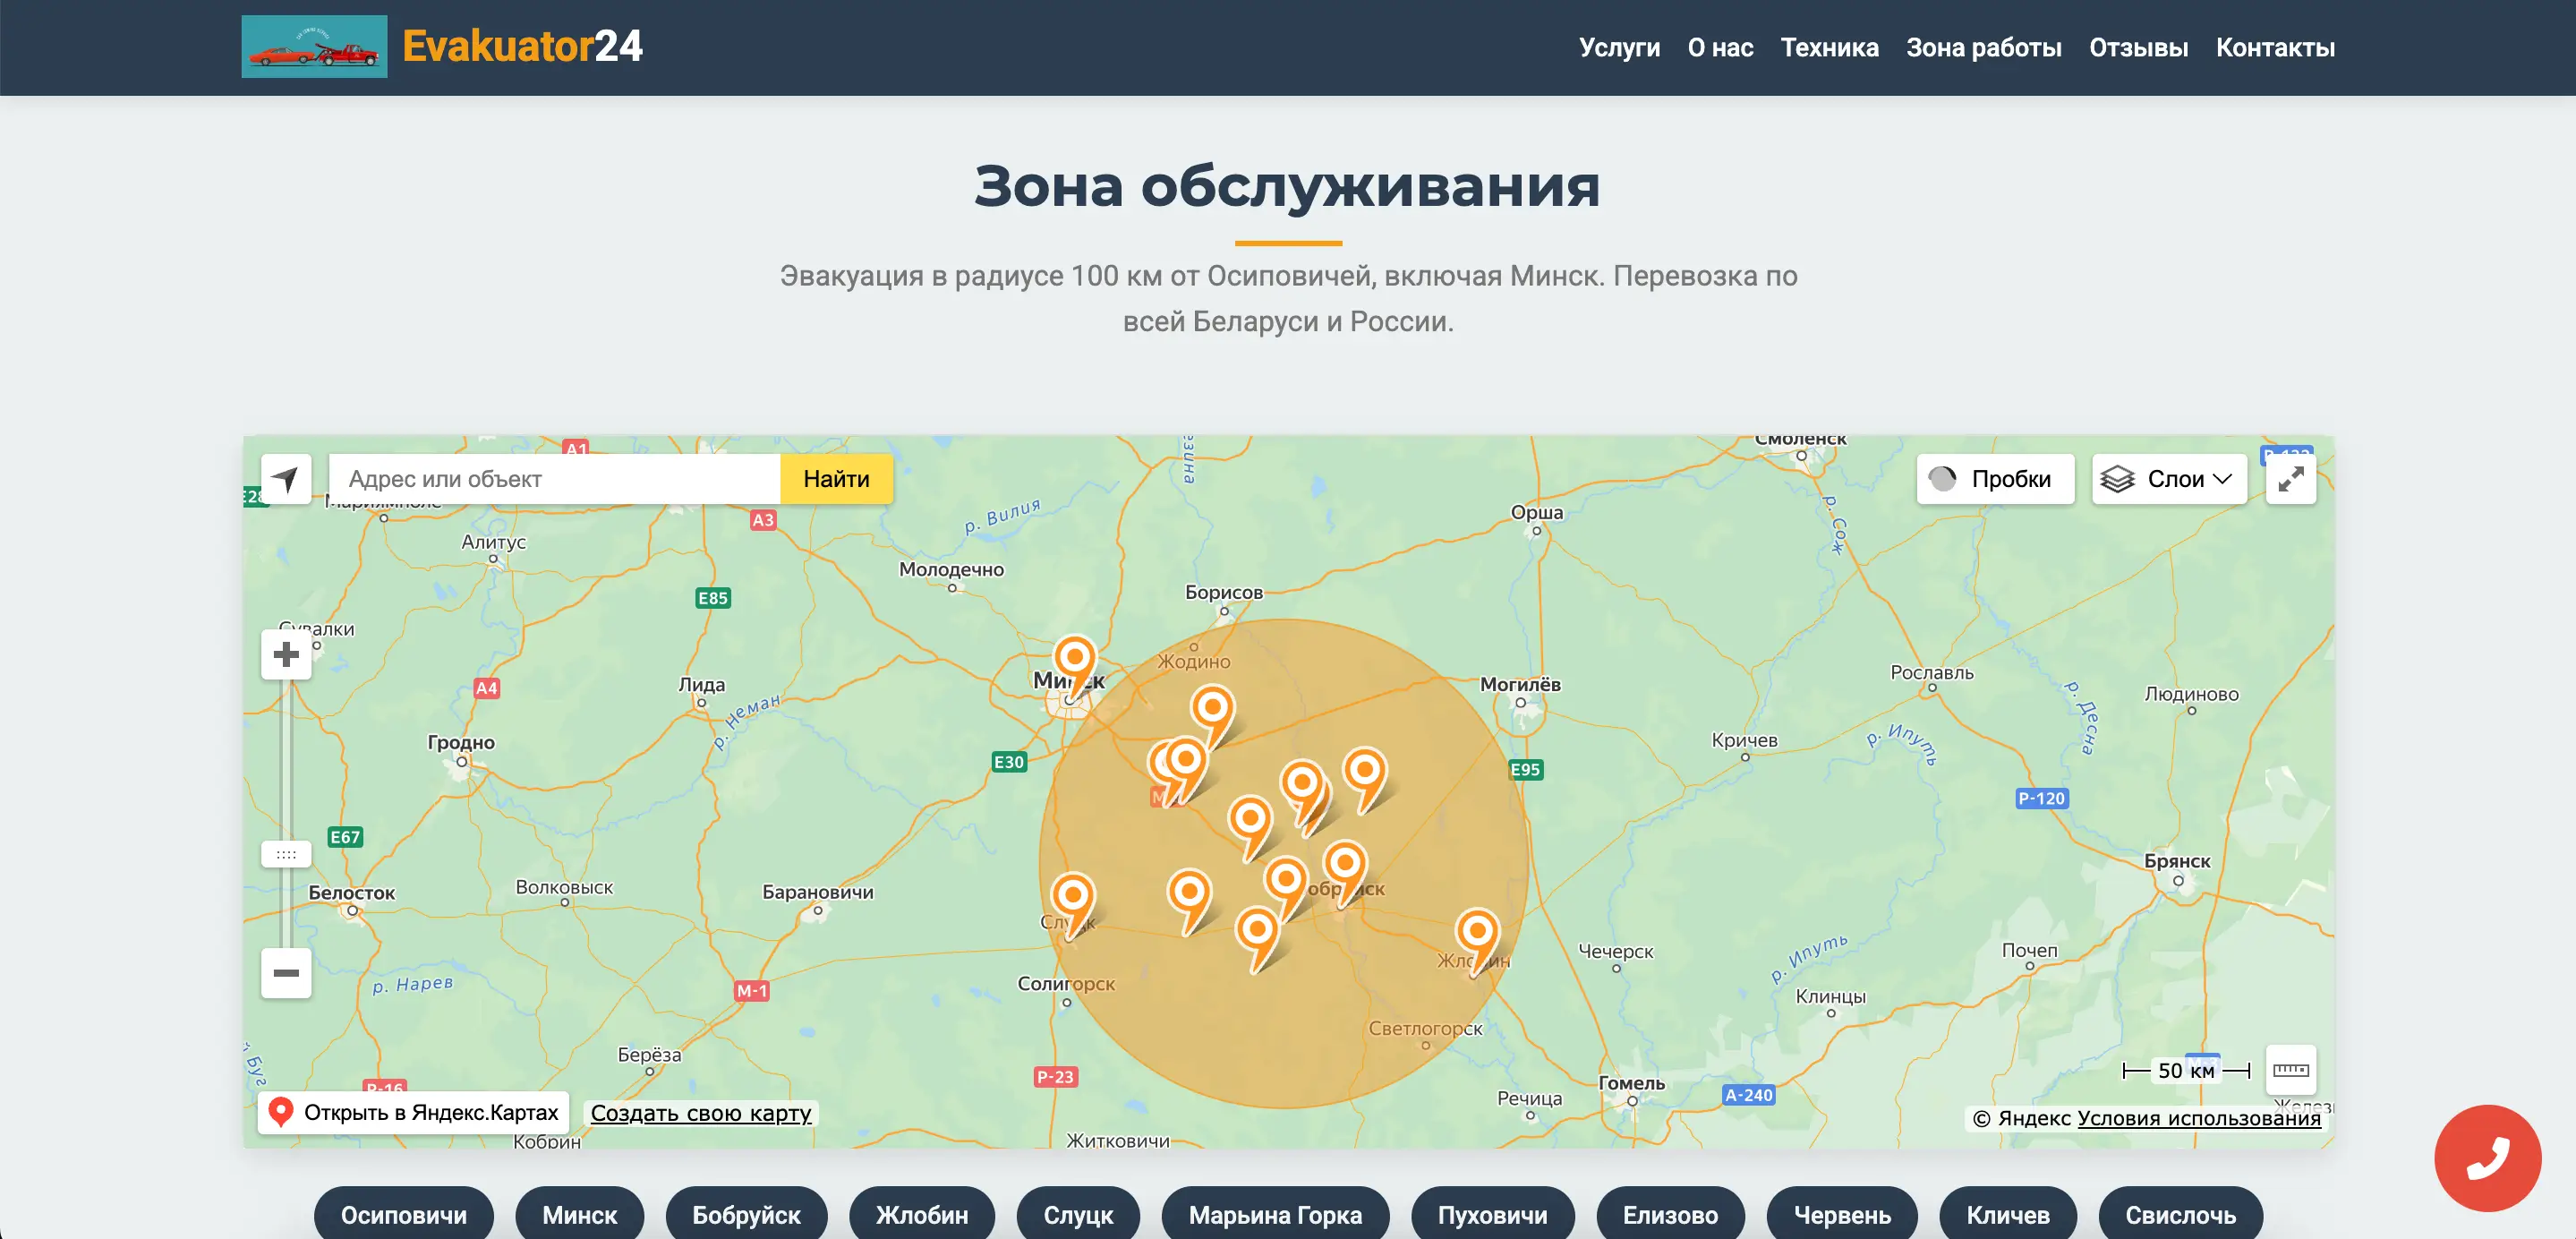 Evakuator24
Услуги О нас Техника Зона работы Отзывы Контакты
Зона обслуживания
Эвакуация в радиусе 100 км от Осиповичей, включая Минск. Перевозка по
всей Беларуси и России.
Смоленск
A1
Адрес или объект Найти
Пробки Слои
E28
Мариямполе
р. Вилия
A3
Орша
р. Сож
Алитус
Молодечно
Борисов
E85
Сувалки
Жодино
Минск
Рославль
Лида
Могилёв
A4
Людиново
р. Неман
р. Десна
Гродно
Кричев
р. Ипуть
E30
E95
P-120
E67
Белосток
Волковыск
Барановичи
Брянск
Слуцк
Жлобин
Чечерск
Почеп
р. Ипуть
р. Нарев
М-1
Солигорск
Клинцы
Светлогорск
Берёза
50 км
P-23
P-16
Гомель
A-240
Речица
Открыть в Яндекс.Картах Создать свою карту
© Яндекс Условия использования
Кобрин
Житковичи
Осиповичи Минск Бобруйск Жлобин Слуцк Марьина Горка Пуховичи Елизово Червень Кличев Свислочь